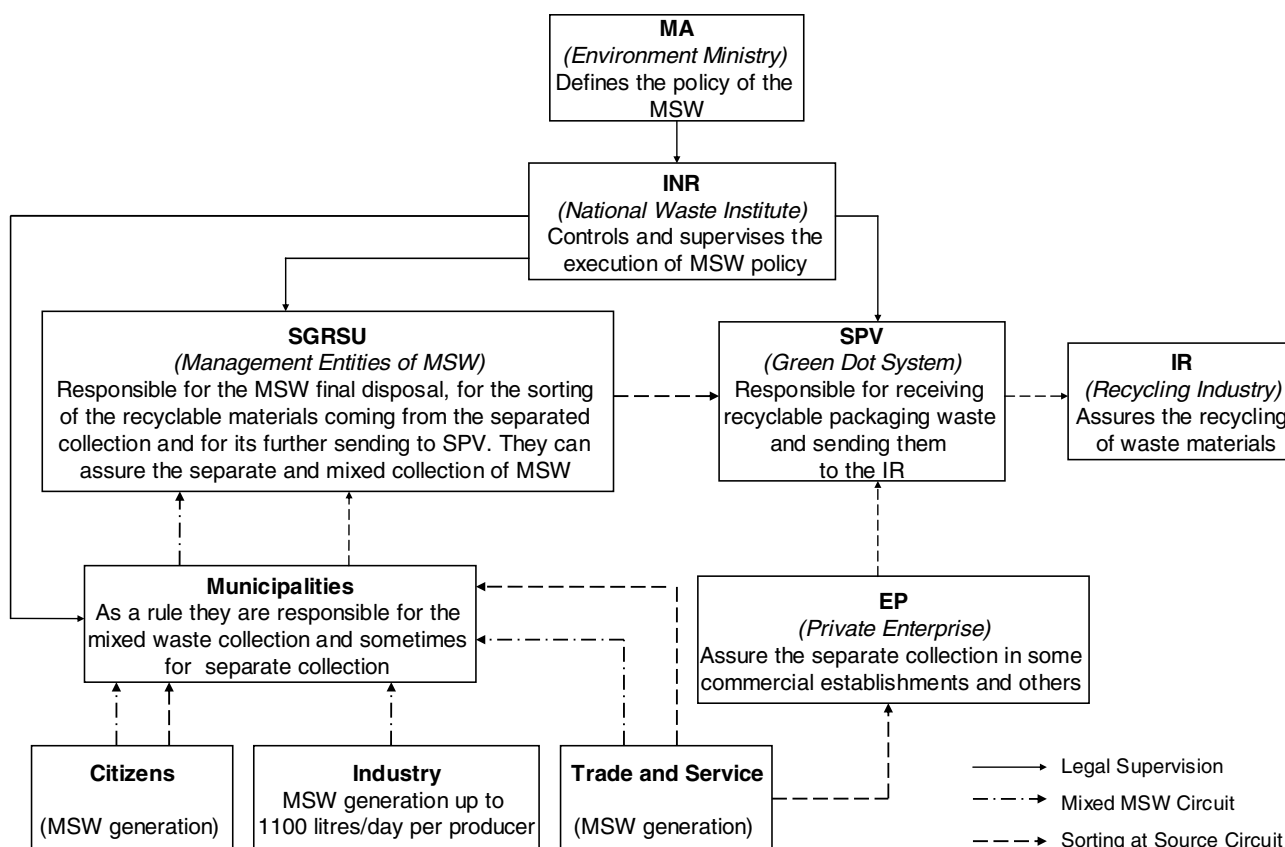 MA
(Environment Ministry)
Defines the policy of the
MSW
INR
(National Waste Institute)
Controls and supervises the
execution of MSW policy
SGRSU
(Management Entities of MSW)
Responsible for the MSW final disposal, for the sorting
of the recyclable materials coming from the separated
collection and for its further sending to SPV. They can
assure the separate and mixed collection of MSW
SPV
(Green Dot System)
Responsible for receiving
recyclable packaging waste
and sending them
to the IR
IR
(Recycling Industry)
Assures the recycling
of waste materials
Municipalities
As a rule they are responsible for the
mixed waste collection and sometimes
for separate collection
EP
(Private Enterprise)
Assure the separate collection in some
commercial establishments and others
Citizens
(MSW generation)
Industry
MSW generation up to
1100 litres/day per producer
Trade and Service
(MSW generation)
Legal Supervision
Mixed MSW Circuit
Sorting at Source Circuit